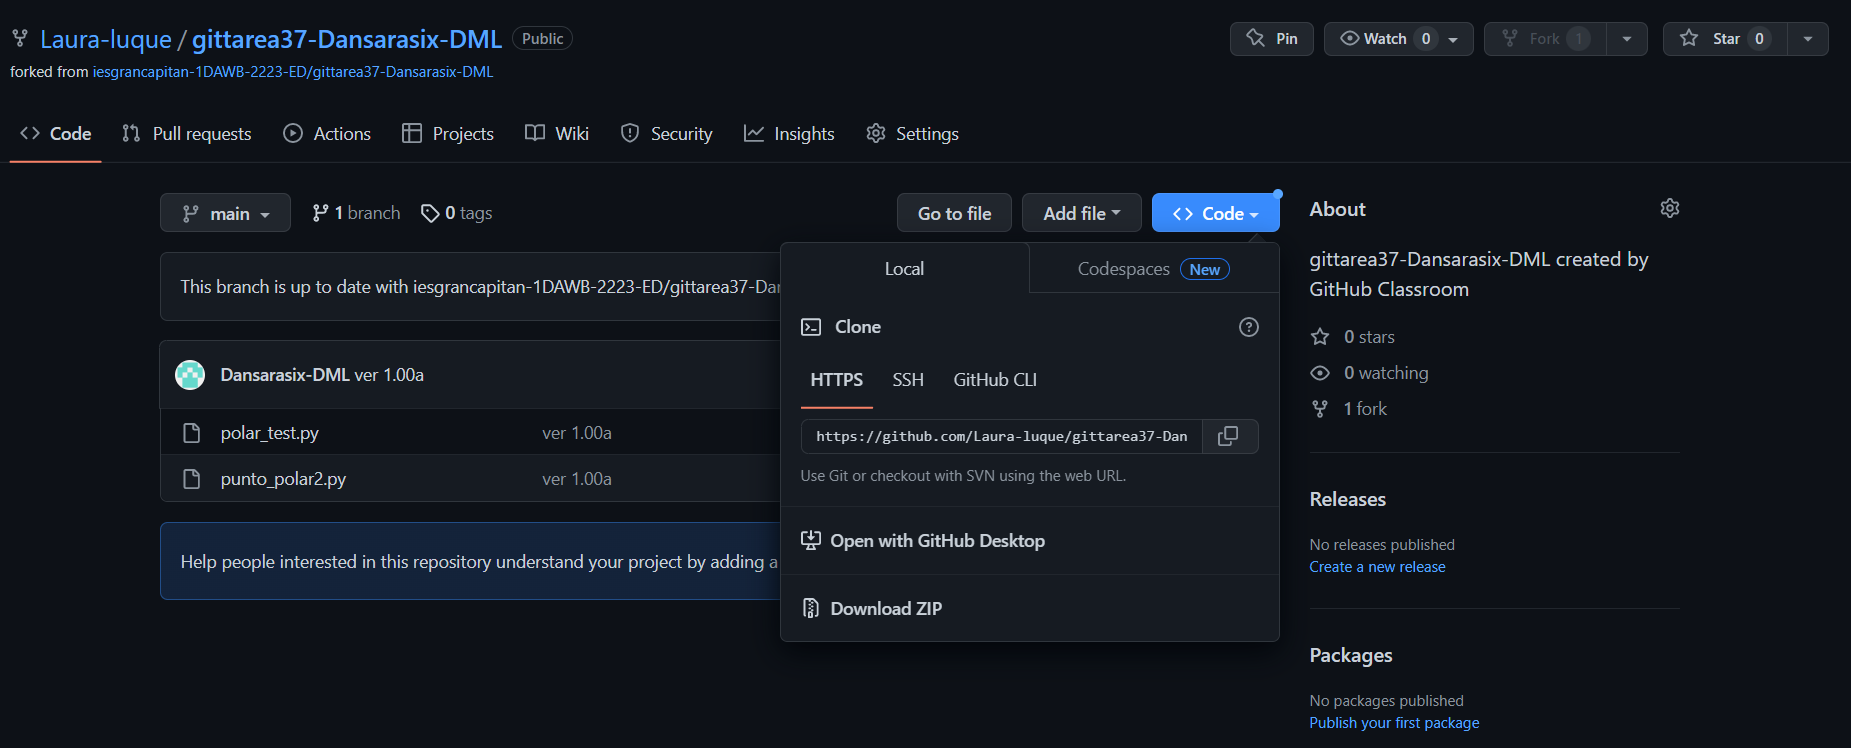 Laura-luque / gittarea37-Dansarasix-DML Public
Pin Watch 0 Fork 1 Star 0
forked from iesgrancapitan-1DAWB-2223-ED/gittarea37-Dansarasix-DML
Code Pull requests Actions Projects Wiki Security Insights Settings
main 1 branch 0 tags Go to file Add file Code
This branch is up to date with iesgrancapitan-1DAWB-2223-ED/gittarea37-Da
Dansarasix-DML ver 1.00a
polar_test.py ver 1.00a
punto_polar2.py ver 1.00a
Help people interested in this repository understand your project by adding a
Local Codespaces New
Clone
HTTPS SSH GitHub CLI
https://github.com/Laura-luque/gittarea37-Dan
Use Git or checkout with SVN using the web URL.
Open with GitHub Desktop
Download ZIP
About
gittarea37-Dansarasix-DML created by
GitHub Classroom
0 stars
0 watching
1 fork
Releases
No releases published
Create a new release
Packages
No packages published
Publish your first package